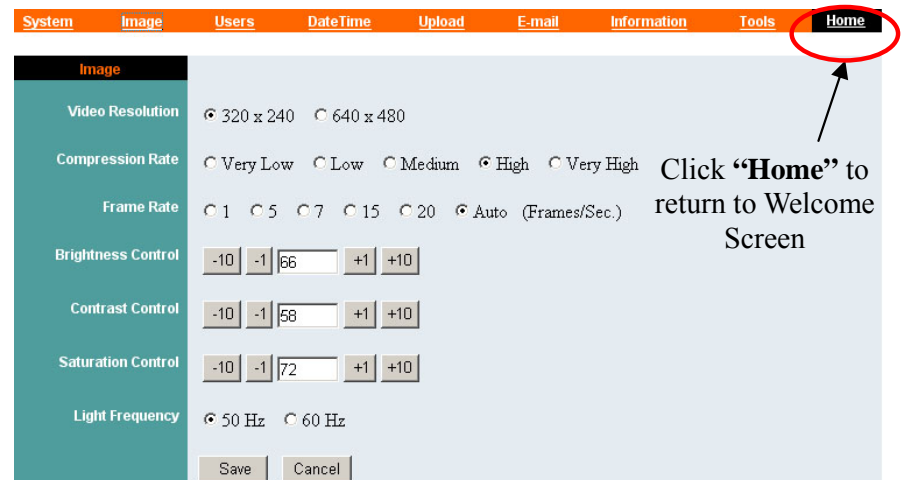 System Image Users DateTime Upload E-mail Information Tools Home
Image
Video Resolution 320 x 240 640 x 480
Compression Rate Very Low Low Medium High Very High
Frame Rate 1 5 7 15 20 Auto (Frames/Sec.)
Brightness Control -10 -1 66 +1 +10
Contrast Control -10 -1 58 +1 +10
Saturation Control -10 -1 72 +1 +10
Light Frequency 50 Hz 60 Hz
Save Cancel
Click “Home” to
return to Welcome
Screen